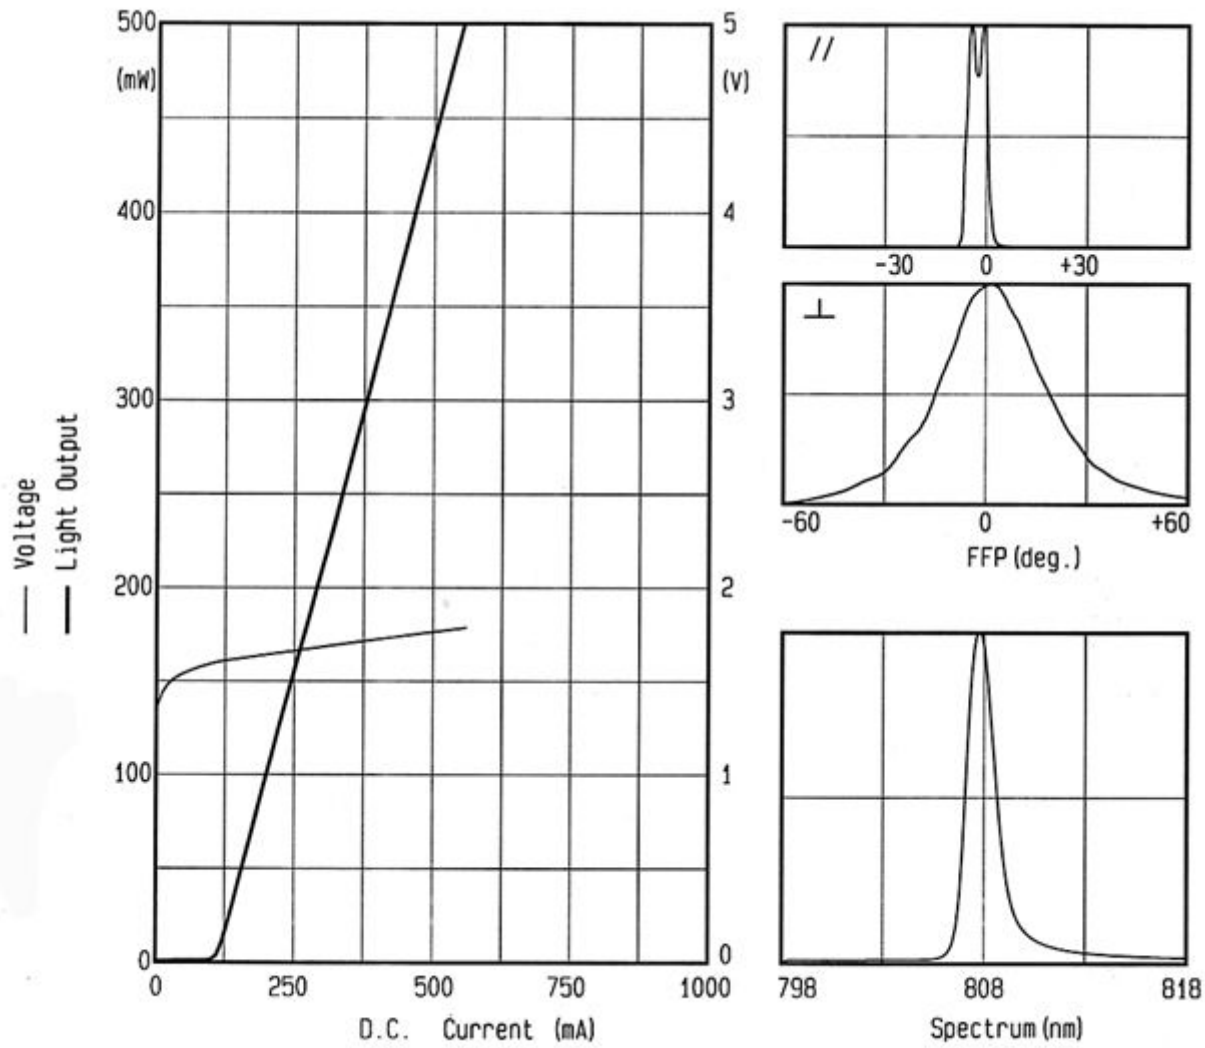 500
(mW)
400
300
200
100
0
5
(V)
4
3
2
1
0
0 250 500 750 1000
D.C. Current (mA)
Voltage
Light Output
//
-30 0 +30
⊥
-60 0 +60
FFP (deg.)
798 808 818
Spectrum (nm)